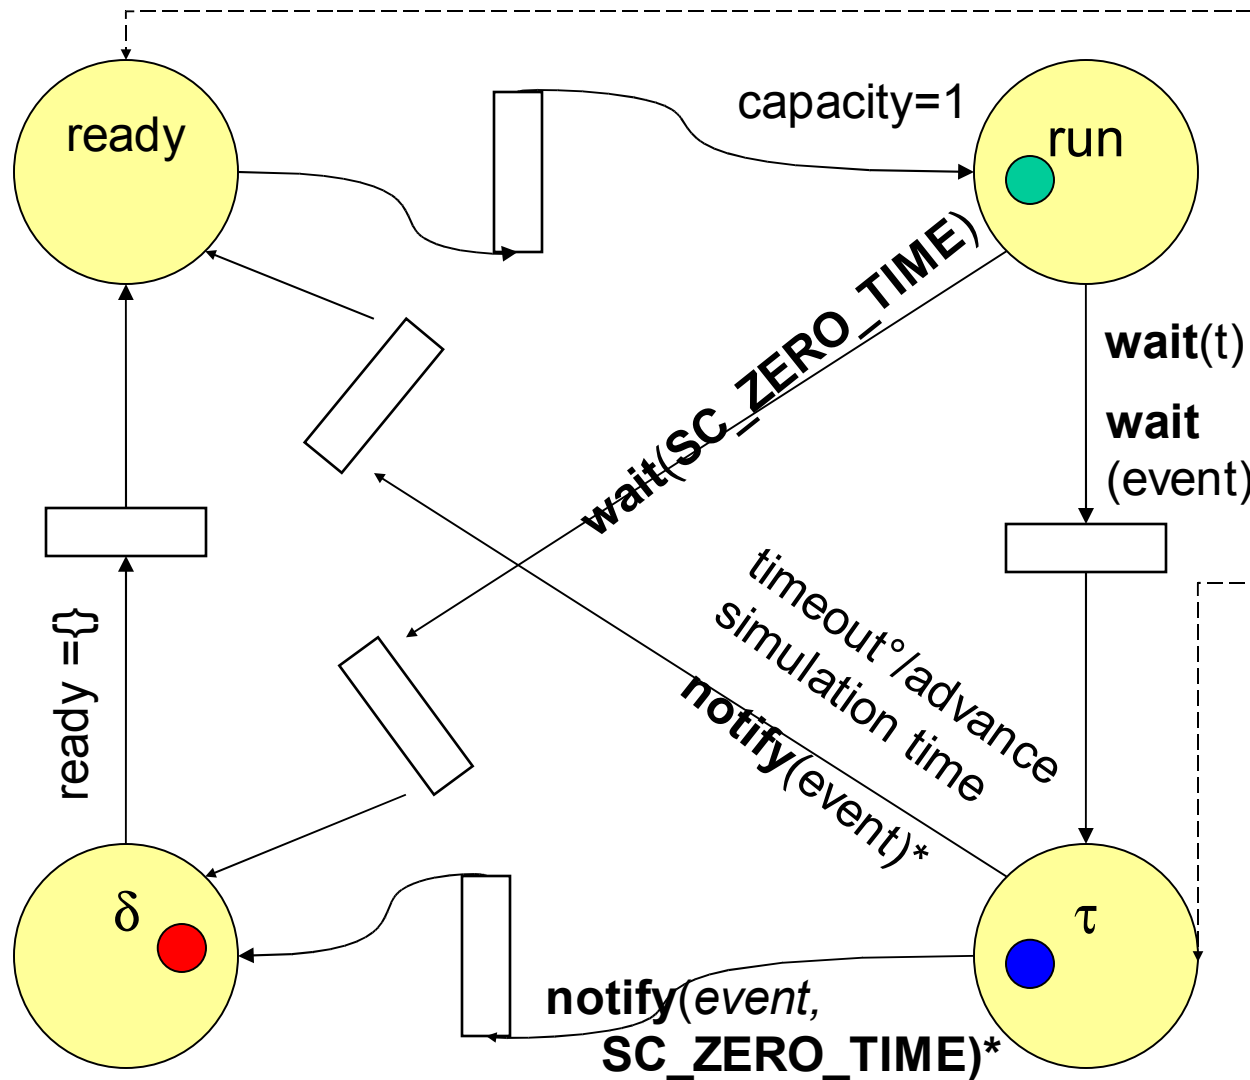 capacity=1
ready
run
wait(SC_ZERO_TIME)
wait(t)
wait
(event)
timeout°/advance
simulation time
notify(event)*
ready ={}
δ
τ
notify(event,
SC_ZERO_TIME)*